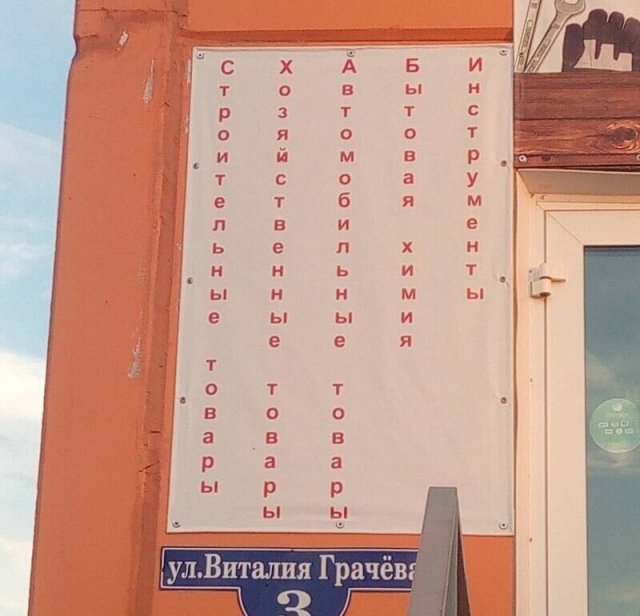 Строительные товары
Хозяйственные товары
Автомобильные товары
Бытовая химия
Инструменты
ул.Виталия Грачёва
3